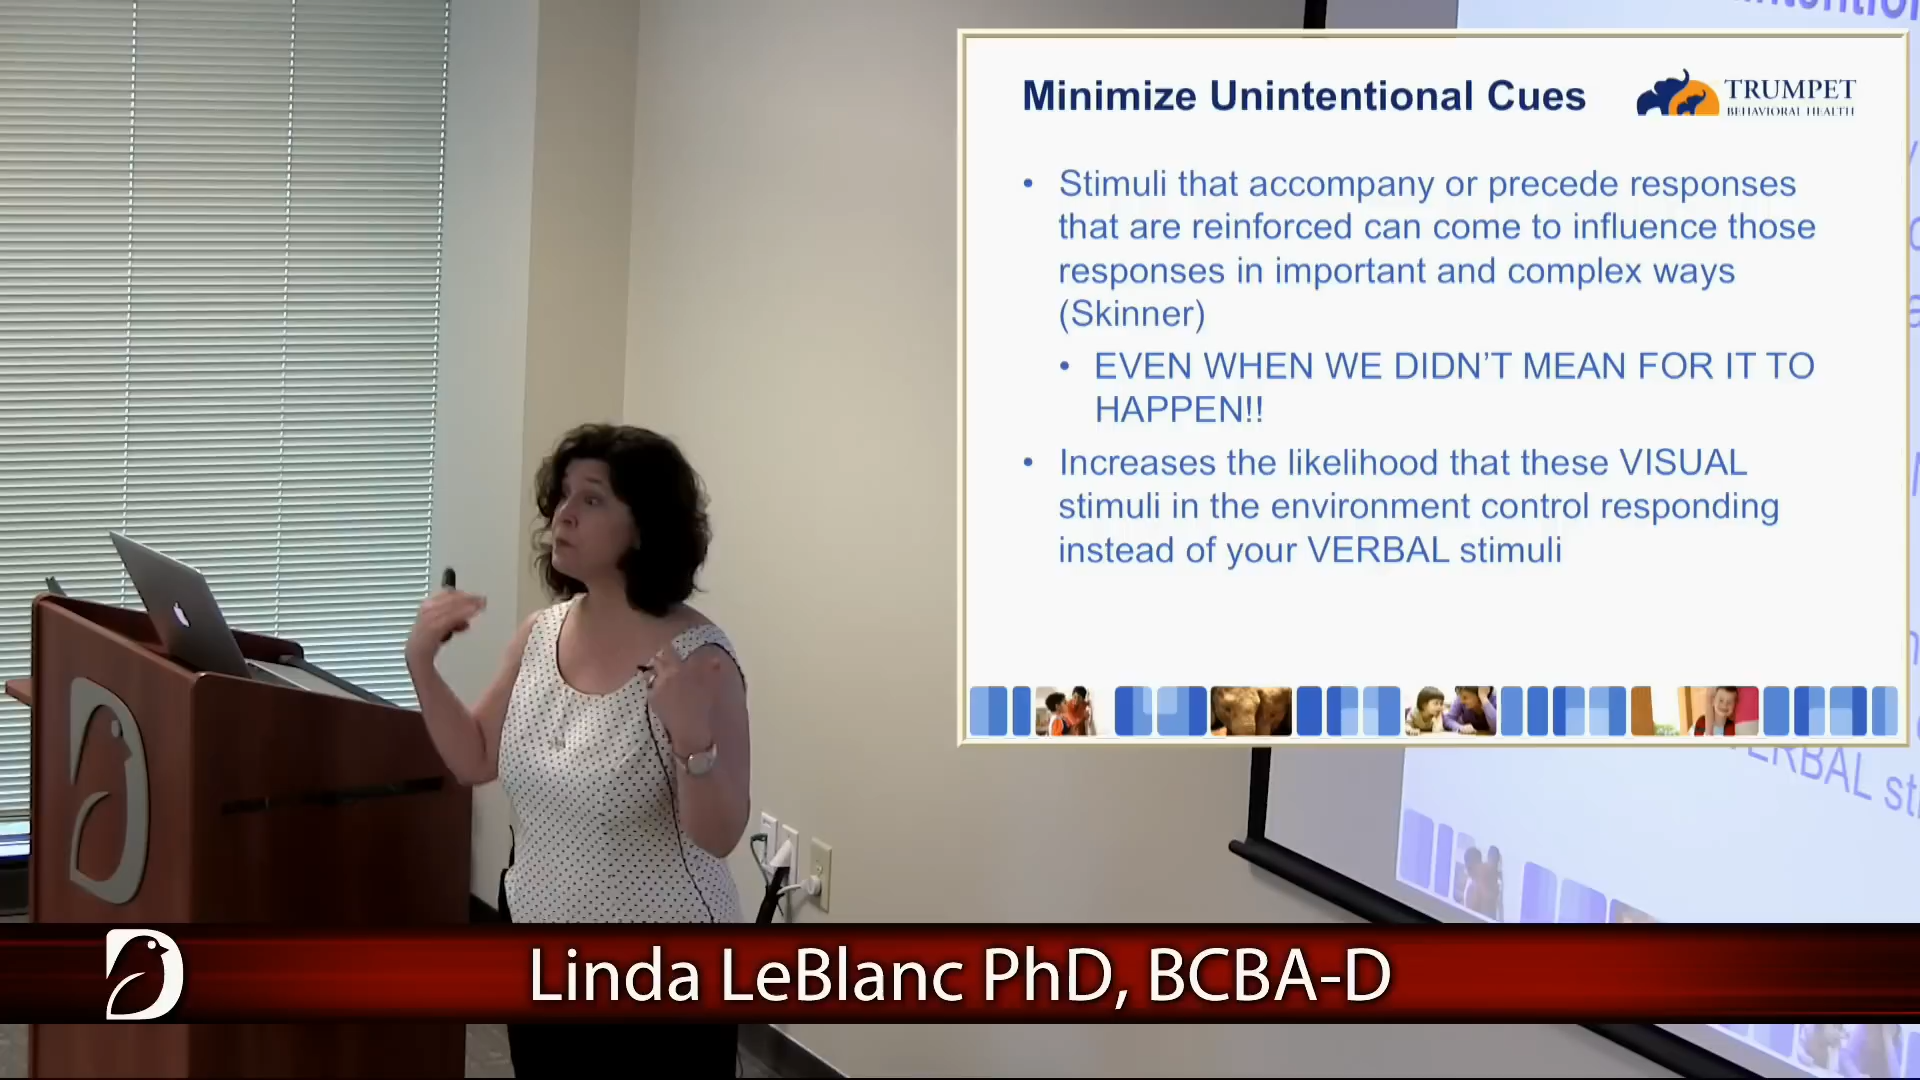 Minimize Unintentional Cues
TRUMPET
BEHAVIORAL HEALTH
• Stimuli that accompany or precede responses
that are reinforced can come to influence those
responses in important and complex ways
(Skinner)
• EVEN WHEN WE DIDN’T MEAN FOR IT TO
HAPPEN!!
• Increases the likelihood that these VISUAL
stimuli in the environment control responding
instead of your VERBAL stimuli
Linda LeBlanc PhD, BCBA-D